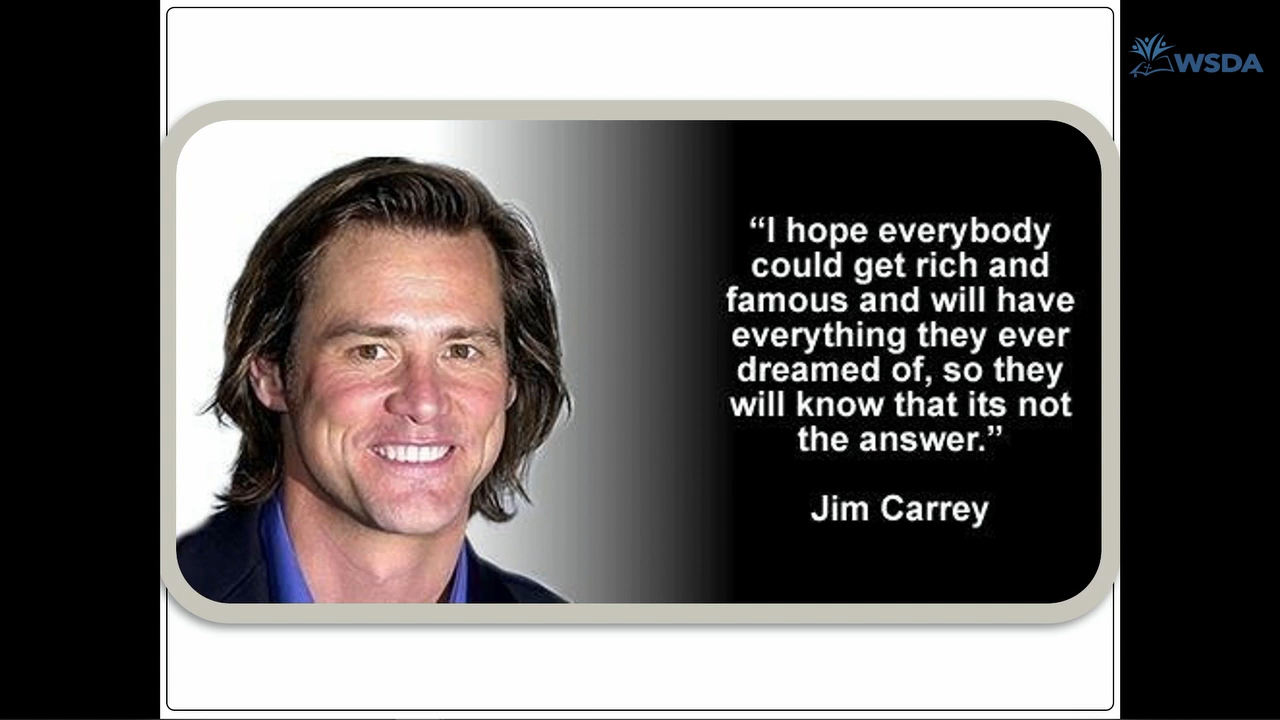 WSDA
“I hope everybody
could get rich and
famous and will have
everything they ever
dreamed of, so they
will know that its not
the answer.”
Jim Carrey